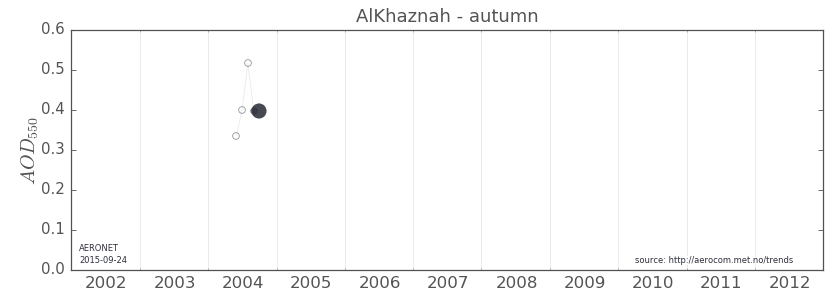 AlKhaznah - autumn
0.6
0.5
0.4
0.3
0.2
0.1
0.0
AOD550
AERONET
2015-09-24
source: http://aerocom.met.no/trends
2002 2003 2004 2005 2006 2007 2008 2009 2010 2011 2012